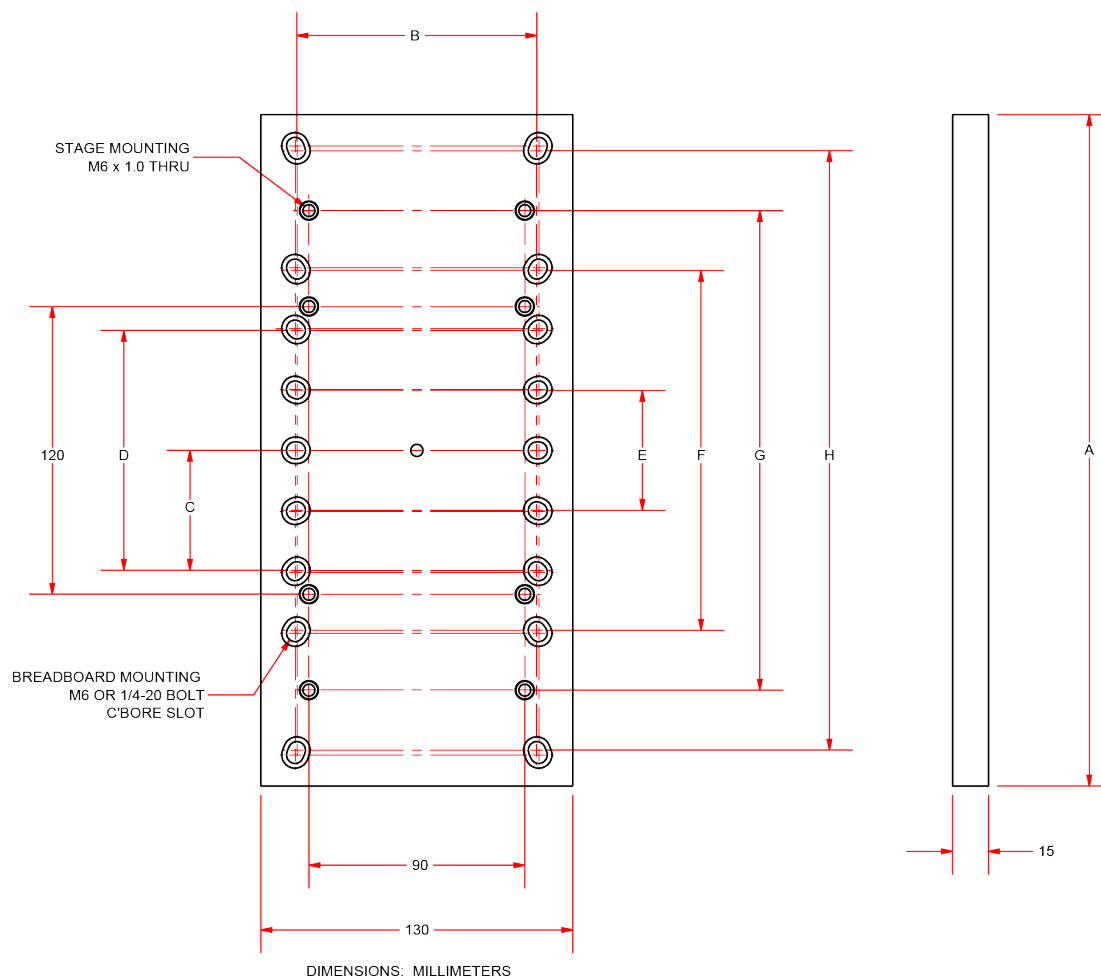 B
STAGE MOUNTING
M6 x 1.0 THRU
120
D
C
E
F
G
H
A
BREADBOARD MOUNTING
M6 OR 1/4-20 BOLT
C'BORE SLOT
90
15
130
DIMENSIONS: MILLIMETERS